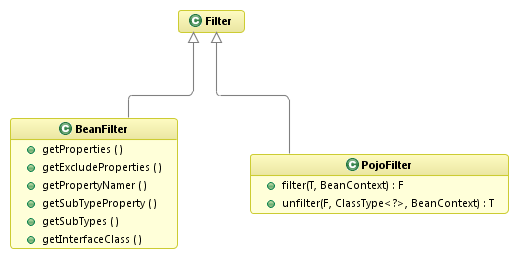 Filter
BeanFilter
getProperties ()
getExcludeProperties ()
getPropertyNamer ()
getSubTypeProperty ()
getSubTypes ()
getInterfaceClass ()
PojoFilter
filter(T, BeanContext) : F
unfilter(F, ClassType<?>, BeanContext) : T